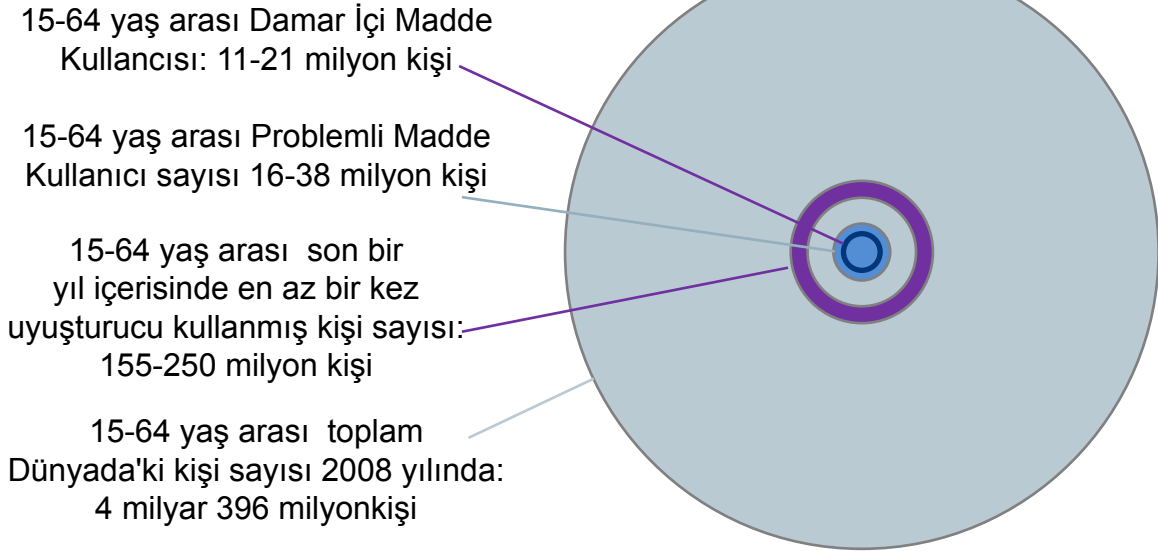 15-64 yaş arası Damar İçi Madde
Kullancısı: 11-21 milyon kişi
15-64 yaş arası Problemli Madde
Kullanıcı sayısı 16-38 milyon kişi
15-64 yaş arası son bir
yıl içerisinde en az bir kez
uyuşturucu kullanmış kişi sayısı:
155-250 milyon kişi
15-64 yaş arası toplam
Dünyada'ki kişi sayısı 2008 yılında:
4 milyar 396 milyonkişi